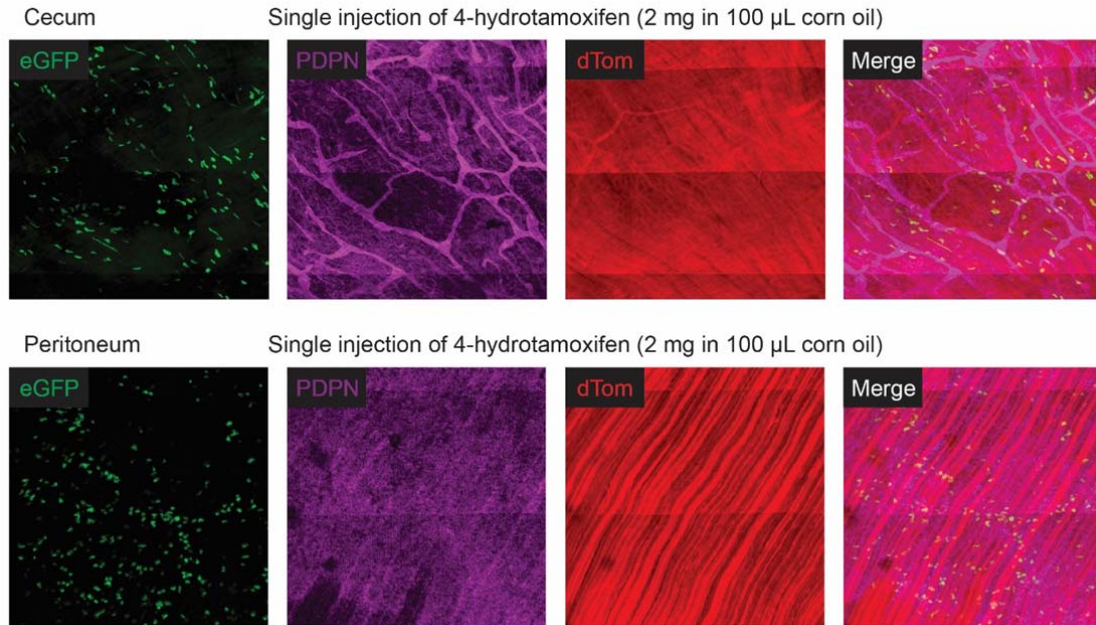 Cecum Single injection of 4-hydrotamoxifen (2 mg in 100 µL corn oil)
eGFP PDPN dTom Merge
Peritoneum Single injection of 4-hydrotamoxifen (2 mg in 100 µL corn oil)
eGFP PDPN dTom Merge